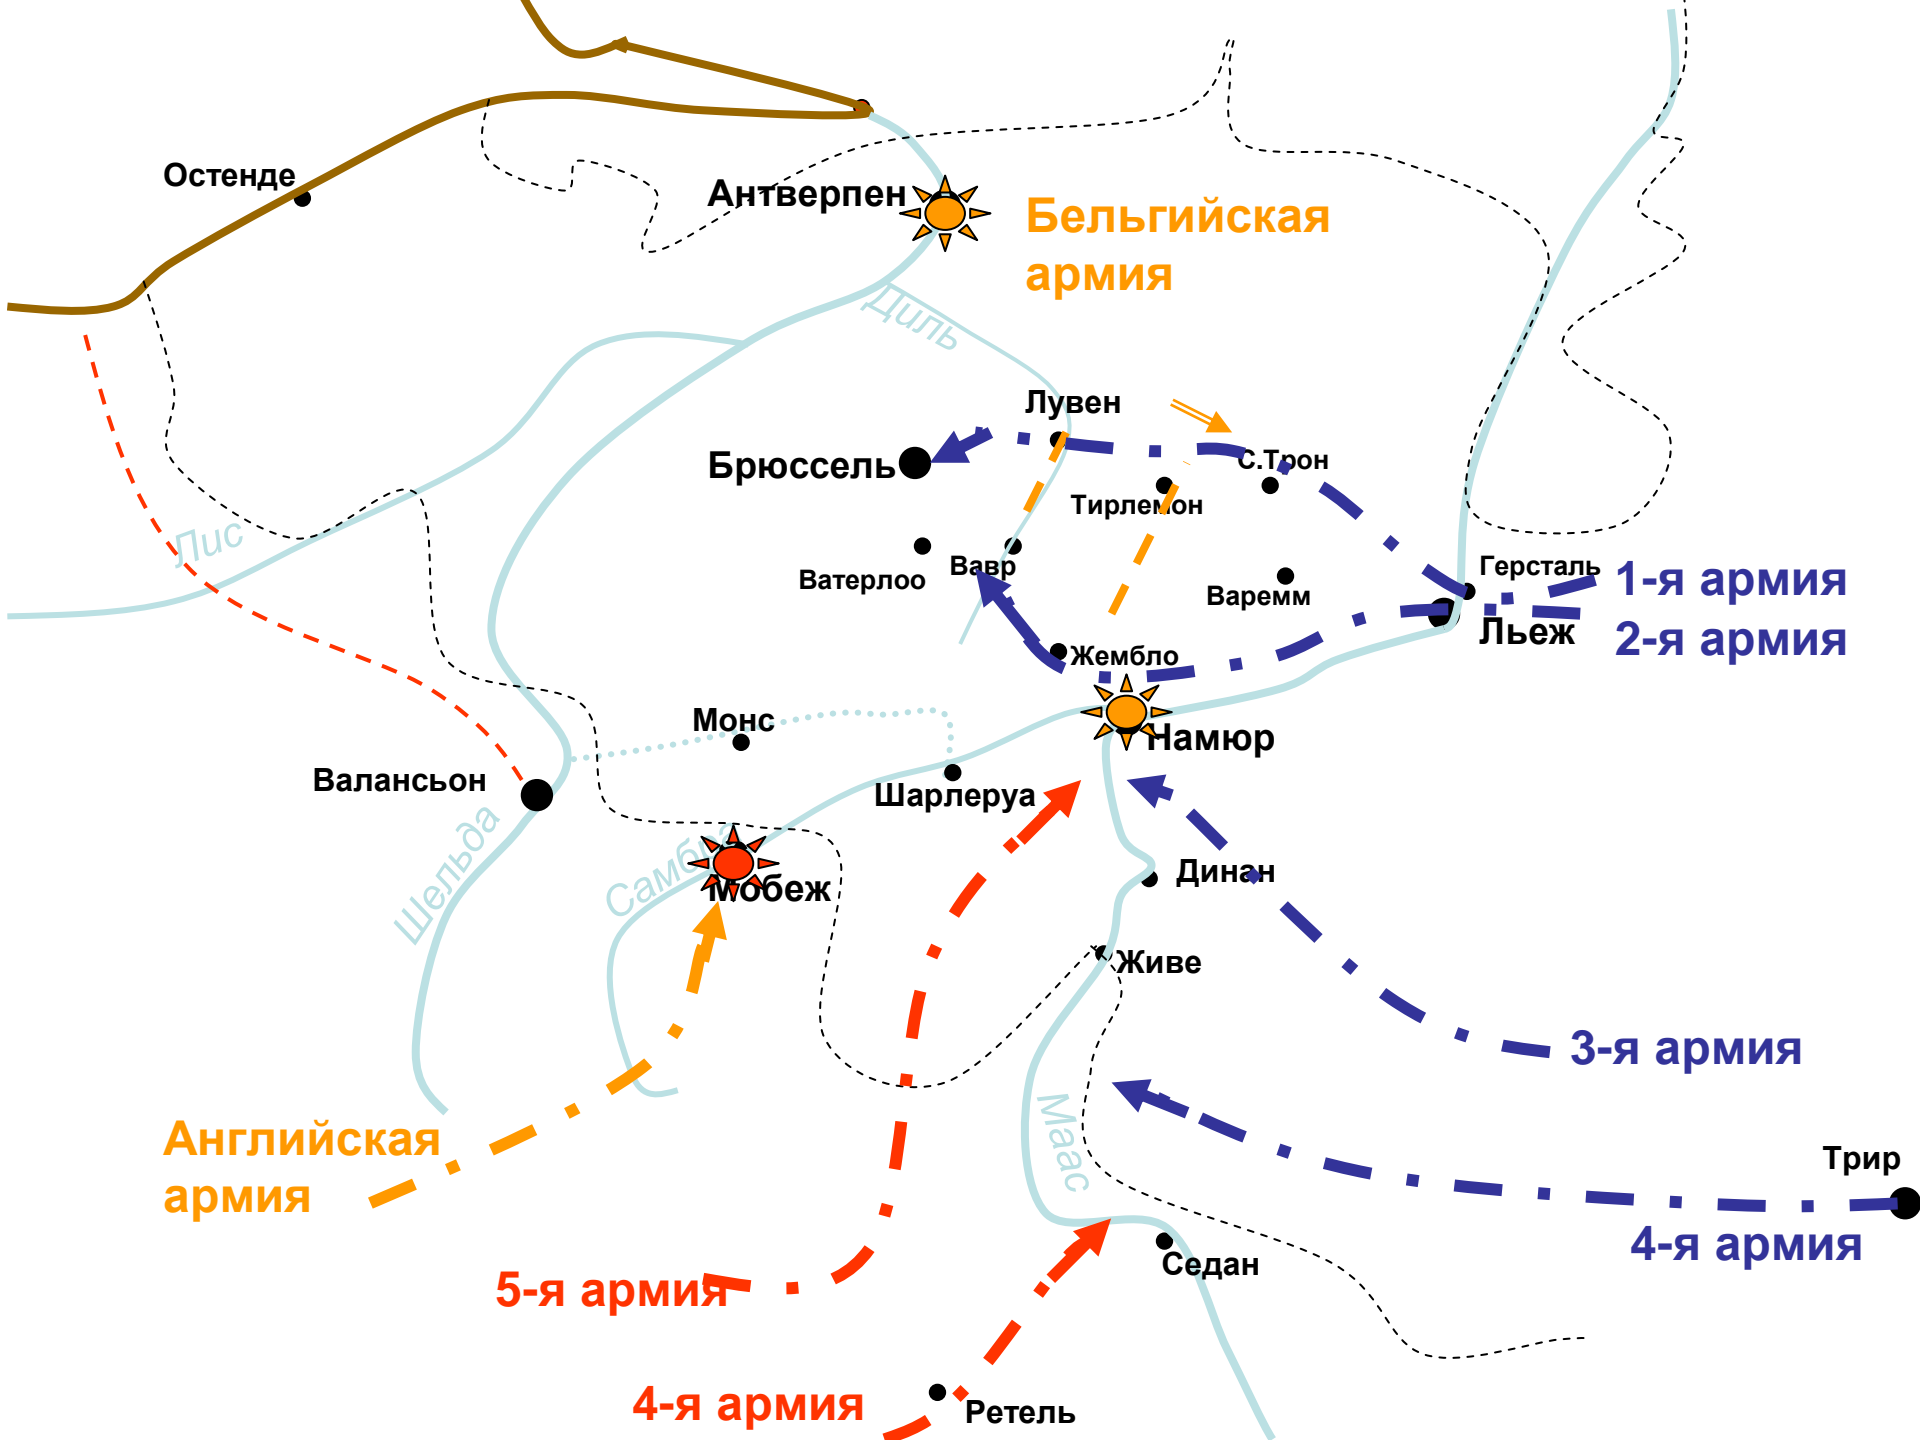 Остенде
Антверпен
Бельгийская
армия
Диль
Лувен
Брюссель
С.Трон
Тирлемон
Лис
Ватерлоо
Вавр
Варемм
Герсталь
1-я армия
Льеж
2-я армия
Жембло
Монс
Намюр
Валансьон
Шарлеруа
Шельда
Самбра
Мобеж
Динан
Живе
3-я армия
Английская
армия
Маас
Трир
4-я армия
Седан
5-я армия
4-я армия
Ретель